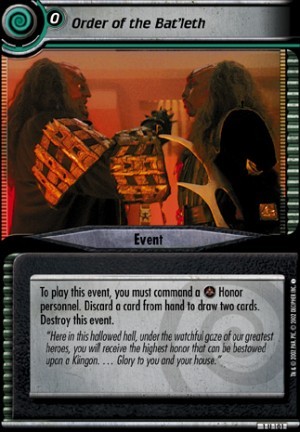 0 Order of the Bat'leth
Event
To play this event, you must command a Honor
personnel. Discard a card from hand to draw two cards.
Destroy this event.
"Here in this hallowed hall, under the watchful gaze of our greatest
heroes, you will receive the highest honor that can be bestowed
upon a Klingon. … Glory to you and your house."